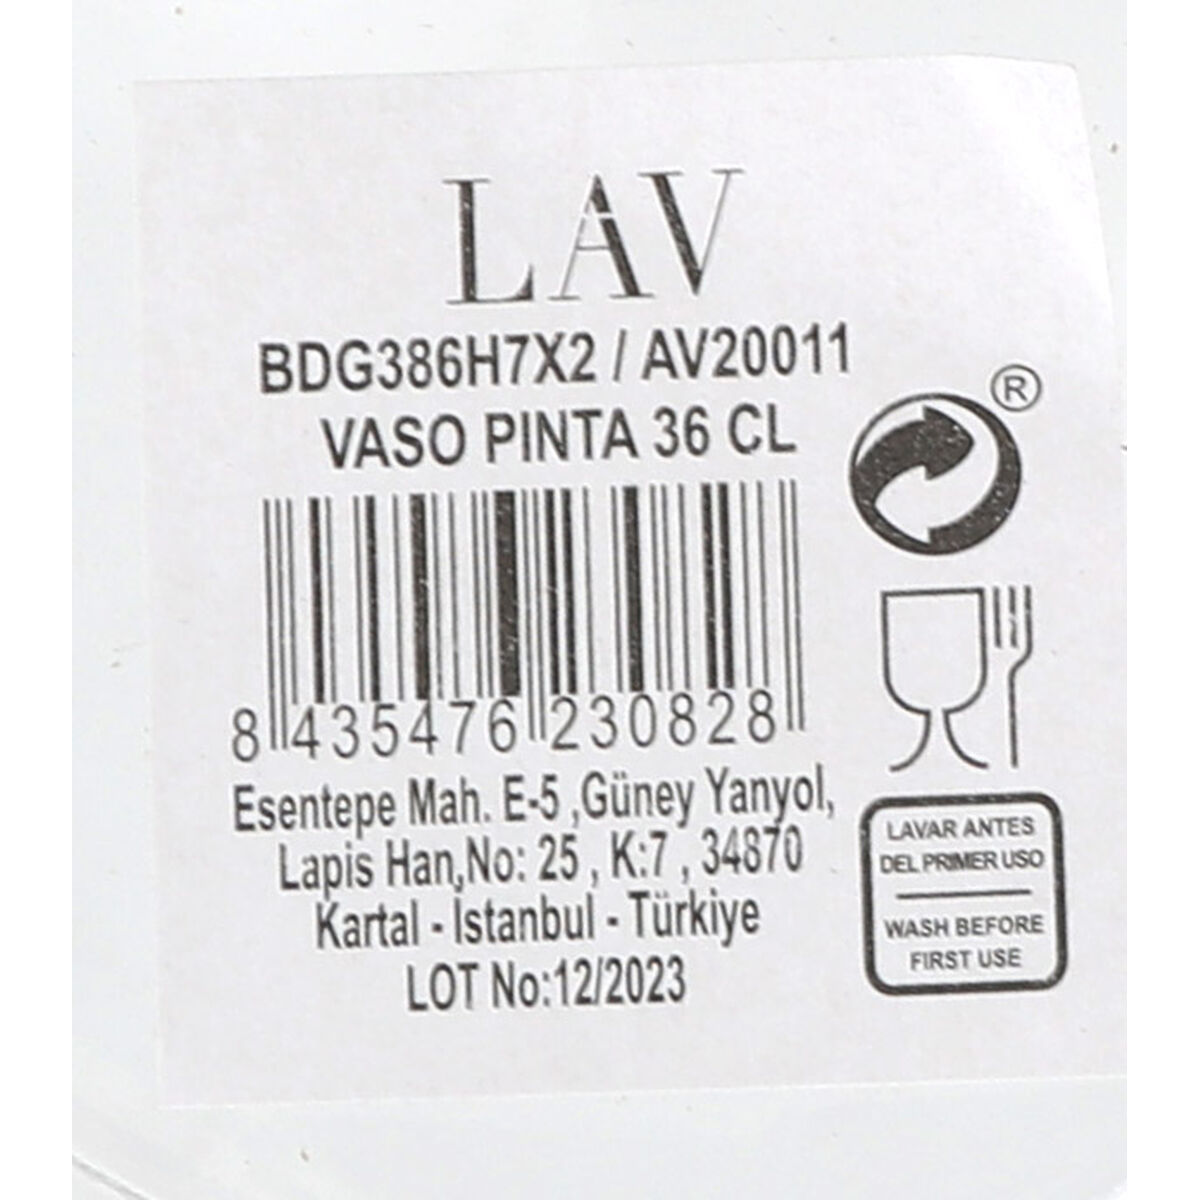 LAV
BDG386H7X2 / AV20011
VASO PINTA 36 CL
®
8 435476 230828
Esentepe Mah. E-5 ,Güney Yanyol,
Lapis Han,No: 25 , K:7 , 34870
Kartal - Istanbul - Türkiye
LOT No:12/2023
LAVAR ANTES
DEL PRIMER USO
WASH BEFORE
FIRST USE